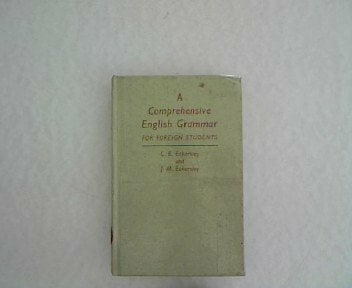 A
Comprehensive
English Grammar
FOR FOREIGN STUDENTS
C. E. Eckersley
and
J. M. Eckersley